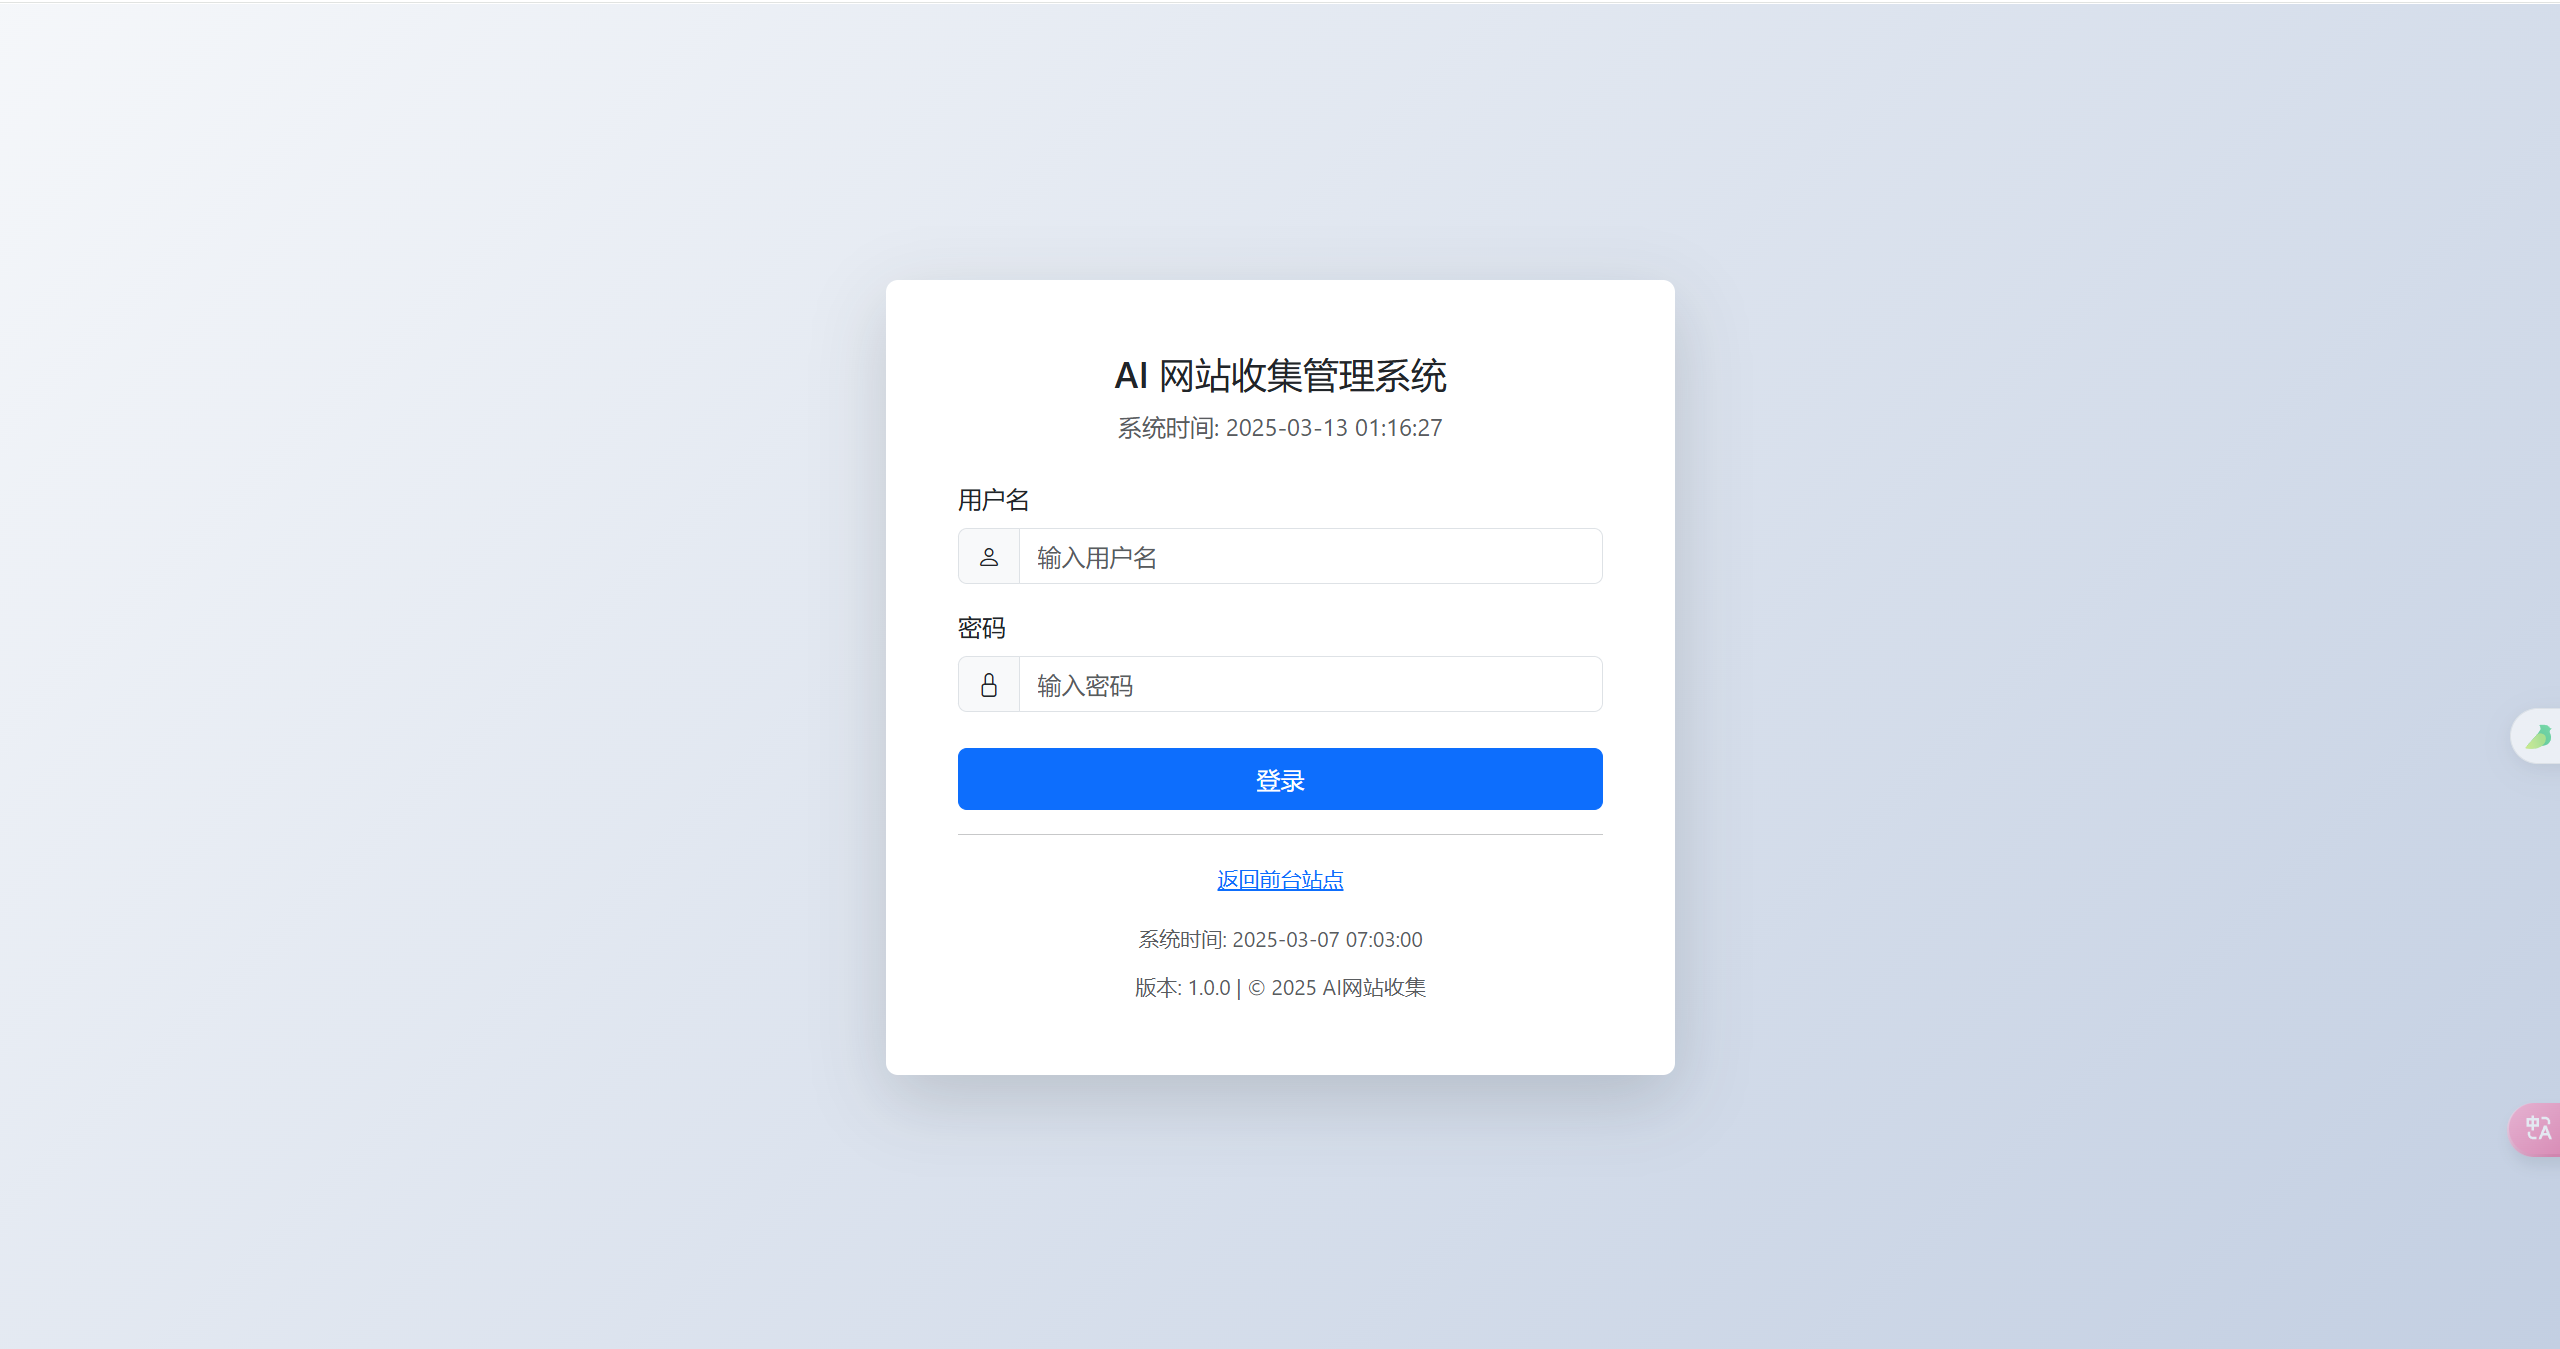 AI 网站收集管理系统
系统时间: 2025-03-13 01:16:27
用户名
输入用户名
密码
输入密码
登录
返回前台站点
系统时间: 2025-03-07 07:03:00
版本: 1.0.0 | © 2025 AI网站收集
中A